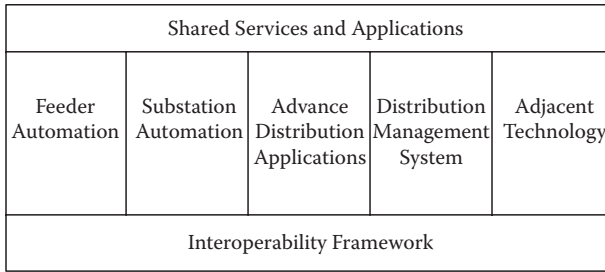 Shared Services and Applications
Feeder
Automation
Substation
Automation
Advance
Distribution
Applications
Distribution
Management
System
Adjacent
Technology
Interoperability Framework